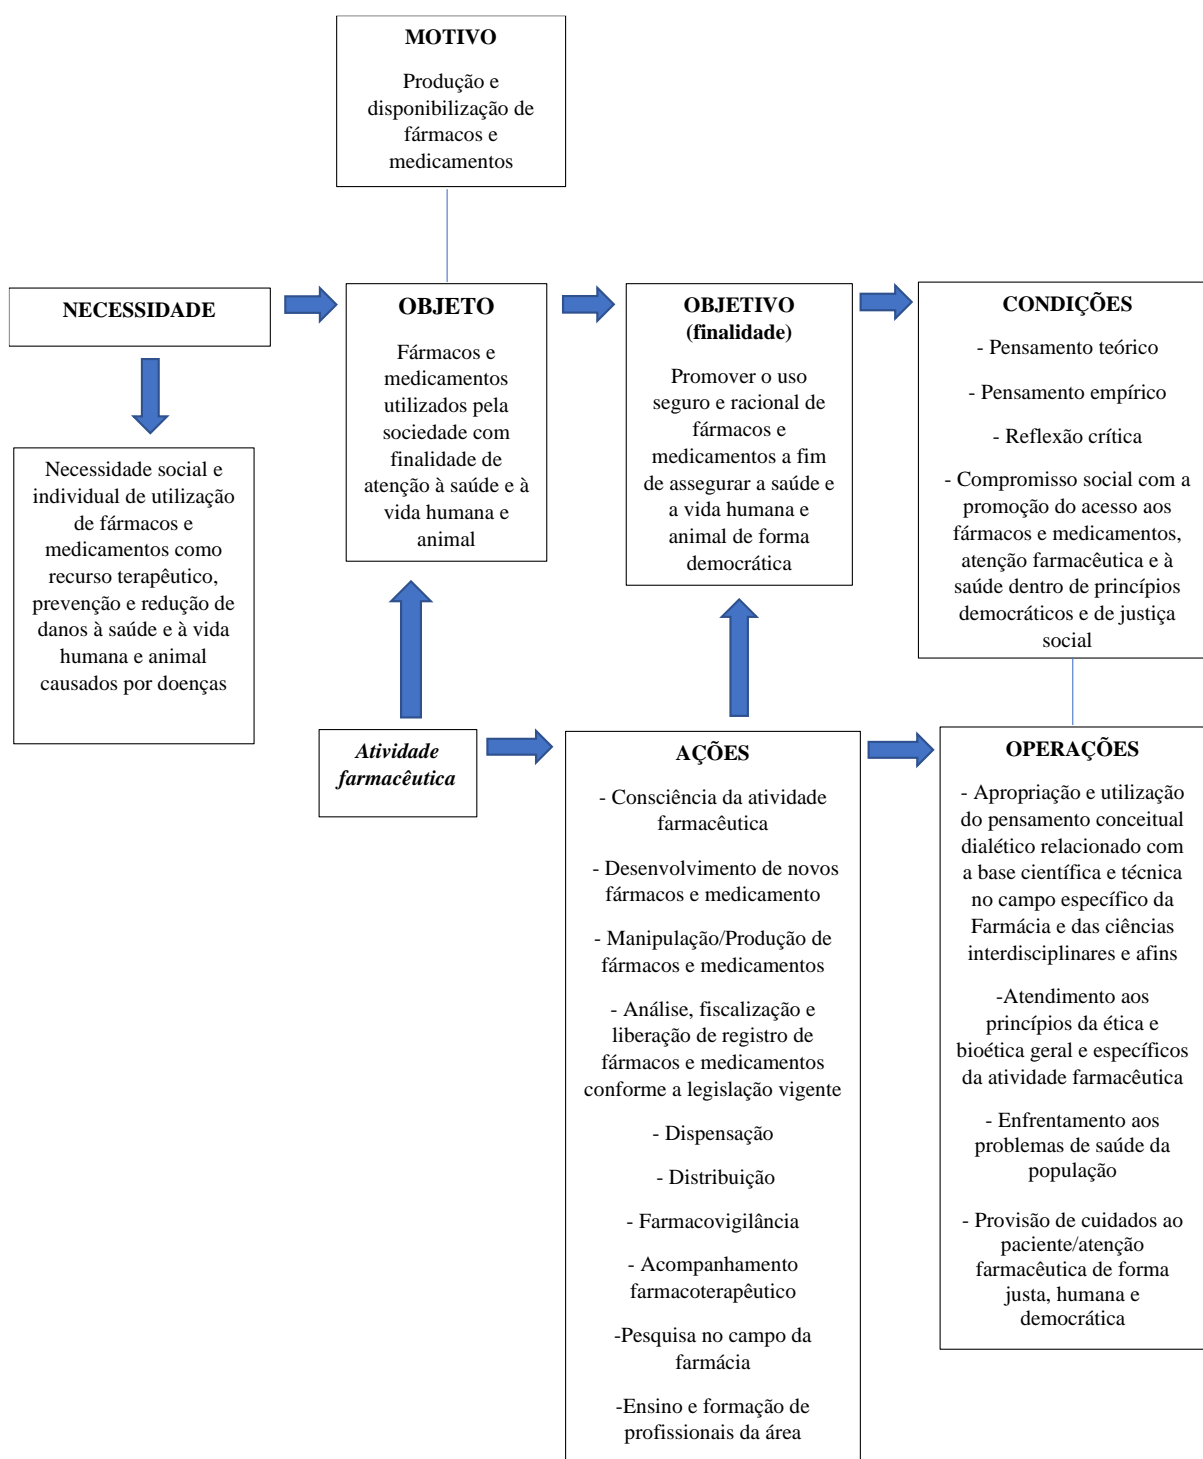 MOTIVO
Produção e
disponibilização de
fármacos e
medicamentos
NECESSIDADE
OBJETO
Fármacos e
medicamentos
utilizados pela
sociedade com
finalidade de
atenção à saúde e à
vida humana e
animal
OBJETIVO
(finalidade)
Promover o uso
seguro e racional de
fármacos e
medicamentos a fim
de assegurar a saúde e
a vida humana e
animal de forma
democrática
CONDIÇÕES
- Pensamento teórico
- Pensamento empírico
- Reflexão crítica
- Compromisso social com a
promoção do acesso aos
fármacos e medicamentos,
atenção farmacêutica e à
saúde dentro de princípios
democráticos e de justiça
social
Necessidade social e
individual de utilização
de fármacos e
medicamentos como
recurso terapêutico,
prevenção e redução de
danos à saúde e à vida
humana e animal
causados por doenças
Atividade
farmacêutica
AÇÕES
- Consciência da atividade
farmacêutica
- Desenvolvimento de novos
fármacos e medicamento
- Manipulação/Produção de
fármacos e medicamentos
- Análise, fiscalização e
liberação de registro de
fármacos e medicamentos
conforme a legislação vigente
- Dispensação
- Distribuição
- Farmacovigilância
- Acompanhamento
farmacoterapêutico
-Pesquisa no campo da
farmácia
-Ensino e formação de
profissionais da área
OPERAÇÕES
- Apropriação e utilização
do pensamento conceitual
dialético relacionado com
a base científica e técnica
no campo específico da
Farmácia e das ciências
interdisciplinares e afins
-Atendimento aos
princípios da ética e
bioética geral e específicos
da atividade farmacêutica
- Enfrentamento aos
problemas de saúde da
população
- Provisão de cuidados ao
paciente/atenção
farmacêutica de forma
justa, humana e
democrática